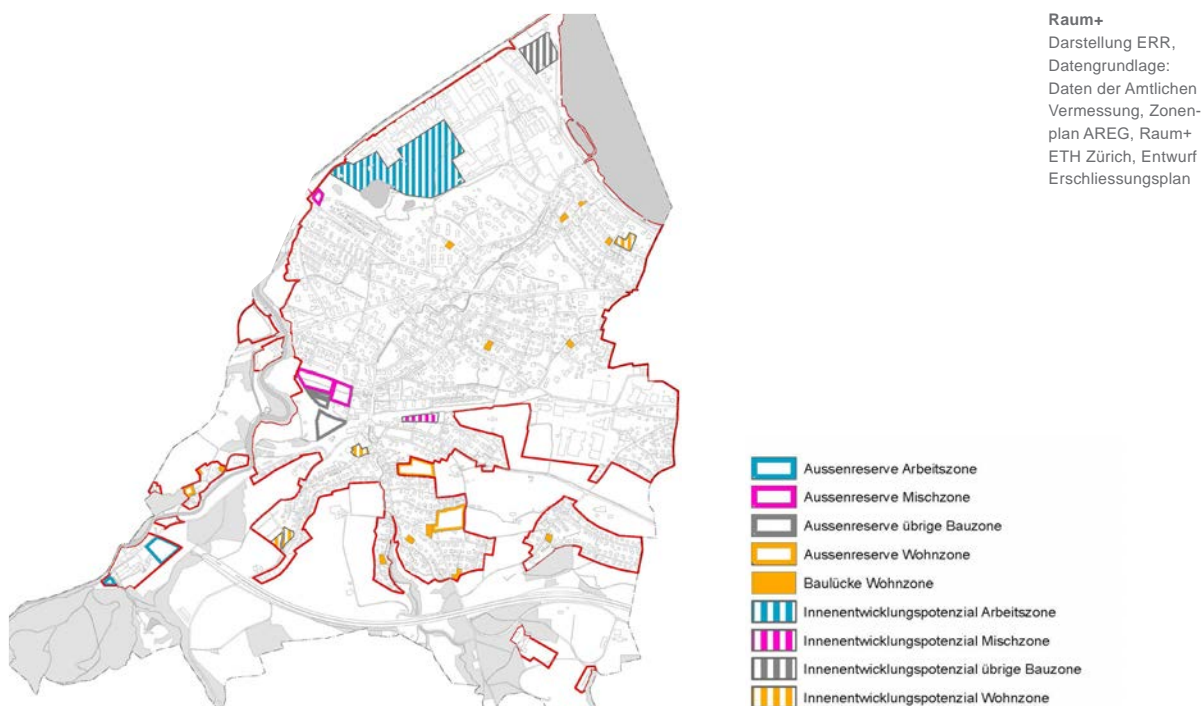 Raum+
Darstellung ERR,
Datengrundlage:
Daten der Amtlichen
Vermessung, Zonen-
plan AREG, Raum+
ETH Zürich, Entwurf
Erschliessungsplan
Aussenreserve Arbeitszone
Aussenreserve Mischzone
Aussenreserve übrige Bauzone
Aussenreserve Wohnzone
Baulücke Wohnzone
Innenentwicklungspotenzial Arbeitszone
Innenentwicklungspotenzial Mischzone
Innenentwicklungspotenzial übrige Bauzone
Innenentwicklungspotenzial Wohnzone